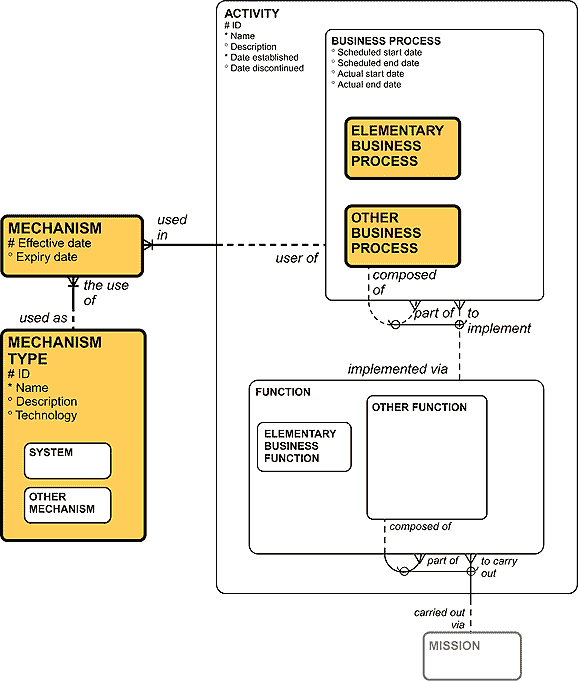 ACTIVITY
# ID
* Name
° Description
* Date established
° Date discontinued
BUSINESS PROCESS
° Scheduled start date
° Scheduled end date
° Actual start date
° Actual end date
ELEMENTARY
BUSINESS
PROCESS
OTHER
BUSINESS
PROCESS
composed
of
part of
to
implement
used
in
user of
MECHANISM
# Effective date
° Expiry date
the use
of
used as
MECHANISM
TYPE
# ID
* Name
° Description
° Technology
SYSTEM
OTHER
MECHANISM
implemented via
FUNCTION
ELEMENTARY
BUSINESS
FUNCTION
OTHER FUNCTION
composed of
part of
to carry
out
carried out
via
MISSION